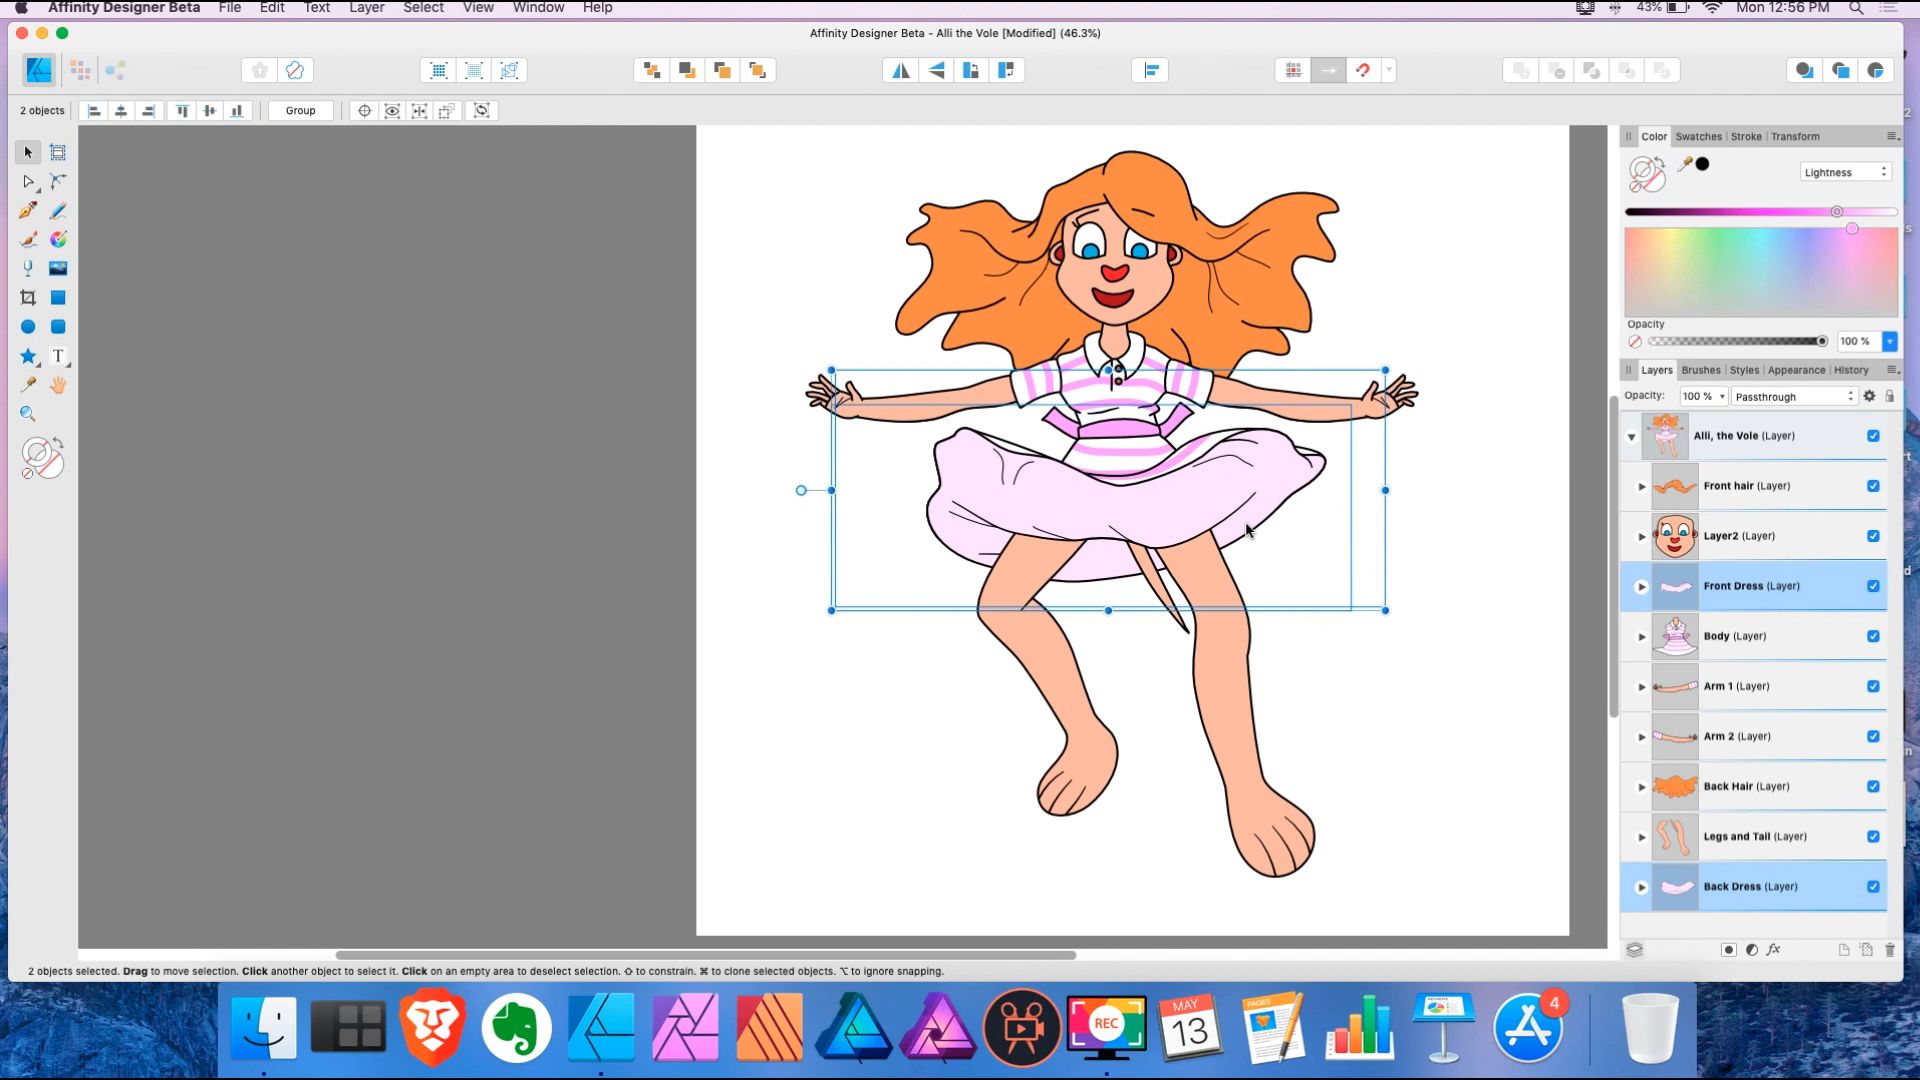 Affinity Designer Beta File Edit Text Layer Select View Window Help 43% Mon 12:56 PM
Affinity Designer Beta - Alli the Vole [Modified] (46.3%)
2 objects Group
Color Swatches Stroke Transform
Lightness
Opacity
100 %
Layers Brushes Styles Appearance History
Opacity: 100 % Passthrough
Alli, the Vole (Layer)
Front hair (Layer)
Layer2 (Layer)
Front Dress (Layer)
Body (Layer)
Arm 1 (Layer)
Arm 2 (Layer)
Back Hair (Layer)
Legs and Tail (Layer)
Back Dress (Layer)
fx
2 objects selected. Drag to move selection. Click another object to select it. Click on an empty area to deselect selection. ⇧ to constrain. ⌘ to clone selected objects. ⌥ to ignore snapping.
REC
MAY
13
PAGES
4